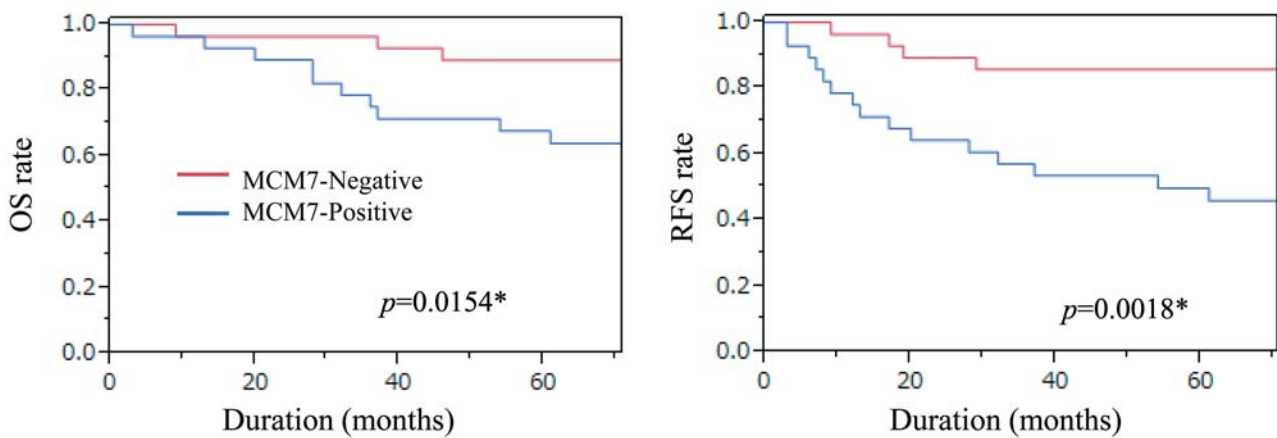 OS rate
1.0
0.8
0.6
0.4
0.2
0.0
MCM7-Negative
MCM7-Positive
p=0.0154*
0 20 40 60
Duration (months)
RFS rate
1.0
0.8
0.6
0.4
0.2
0.0
p=0.0018*
0 20 40 60
Duration (months)